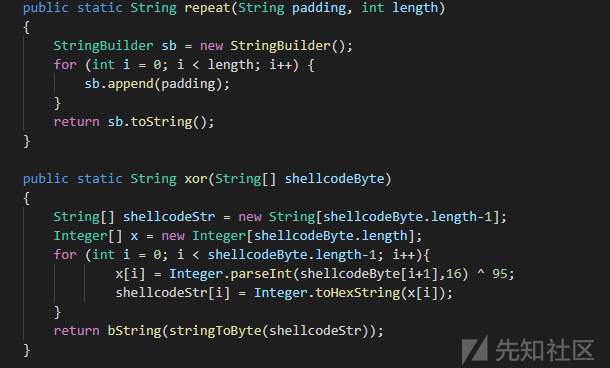 public static String repeat(String padding, int length)
{
    StringBuilder sb = new StringBuilder();
    for (int i = 0; i < length; i++) {
        sb.append(padding);
    }
    return sb.toString();
}
public static String xor(String[] shellcodeByte)
{
    String[] shellcodeStr = new String[shellcodeByte.length-1];
    Integer[] x = new Integer[shellcodeByte.length];
    for (int i = 0; i < shellcodeByte.length-1; i++){
            x[i] = Integer.parseInt(shellcodeByte[i+1],16) ^ 95;
            shellcodeStr[i] = Integer.toHexString(x[i]);
    }
    return bString(stringToByte(shellcodeStr));
}
先知社区